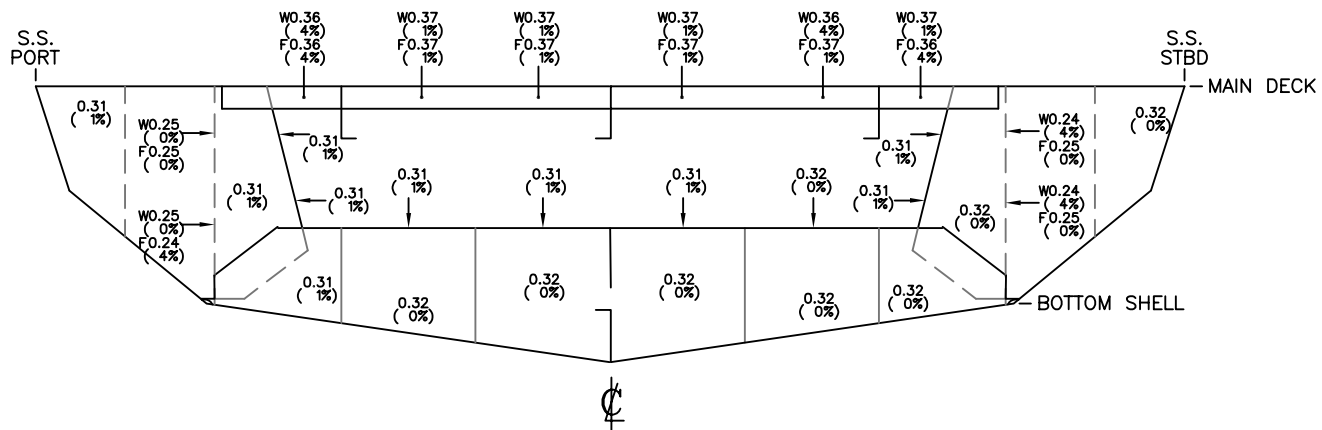 W0.36
( 4%)
F0.36
( 4%)
W0.37
( 1%)
F0.37
( 1%)
W0.37
( 1%)
F0.37
( 1%)
W0.37
( 1%)
F0.37
( 1%)
W0.36
( 4%)
F0.37
( 1%)
W0.37
( 1%)
F0.36
( 4%)
S.S.
PORT
S.S.
STBD
MAIN DECK
0.31
( 1%)
W0.25
( 0%)
F0.25
( 0%)
0.31
( 1%)
0.31
( 1%)
W0.24
( 4%)
F0.25
( 0%)
0.32
( 0%)
0.31
( 1%)
0.31
( 1%)
0.31
( 1%)
0.31
( 1%)
0.31
( 1%)
0.32
( 0%)
0.31
( 1%)
W0.24
( 4%)
F0.25
( 0%)
W0.25
( 0%)
F0.24
( 4%)
0.32
( 0%)
0.31
( 1%)
0.32
( 0%)
0.32
( 0%)
0.32
( 0%)
0.32
( 0%)
0.32
( 0%)
BOTTOM SHELL
℄